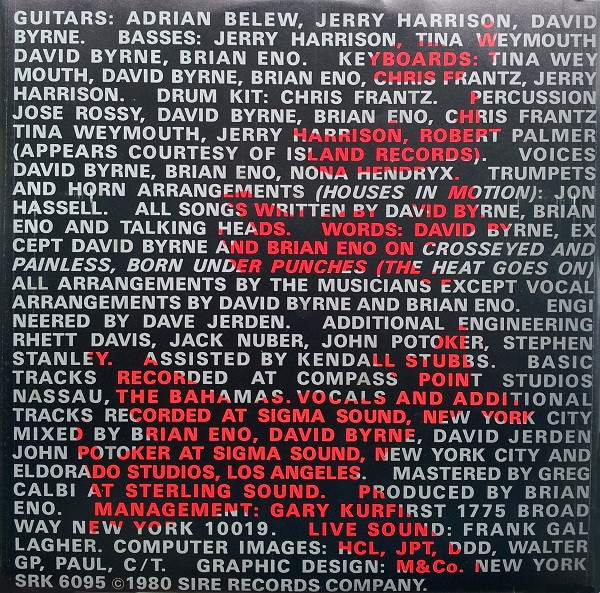 GUITARS: ADRIAN BELEW, JERRY HARRISON, DAVID
BYRNE. BASSES: JERRY HARRISON, TINA WEYMOUTH
DAVID BYRNE, BRIAN ENO. KEYBOARDS: TINA WEY
MOUTH, DAVID BYRNE, BRIAN ENO, CHRIS FRANTZ, JERRY
HARRISON. DRUM KIT: CHRIS FRANTZ. PERCUSSION
JOSE ROSSY, DAVID BYRNE, BRIAN ENO, CHRIS FRANTZ
TINA WEYMOUTH, JERRY HARRISON, ROBERT PALMER
(APPEARS COURTESY OF ISLAND RECORDS). VOICES
DAVID BYRNE, BRIAN ENO, NONA HENDRYX. TRUMPETS
AND HORN ARRANGEMENTS (HOUSES IN MOTION): JON
HASSELL. ALL SONGS WRITTEN BY DAVID BYRNE, BRIAN
ENO AND TALKING HEADS. WORDS: DAVID BYRNE, EX
CEPT DAVID BYRNE AND BRIAN ENO ON CROSSEYED AND
PAINLESS, BORN UNDER PUNCHES (THE HEAT GOES ON)
ALL ARRANGEMENTS BY THE MUSICIANS EXCEPT VOCAL
ARRANGEMENTS BY DAVID BYRNE AND BRIAN ENO. ENGI
NEERED BY DAVE JERDEN. ADDITIONAL ENGINEERING
RHETT DAVIS, JACK NUBER, JOHN POTOKER, STEPHEN
STANLEY. ASSISTED BY KENDALL STUBBS. BASIC
TRACKS RECORDED AT COMPASS POINT STUDIOS
NASSAU, THE BAHAMAS. VOCALS AND ADDITIONAL
TRACKS RECORDED AT SIGMA SOUND, NEW YORK CITY
MIXED BY BRIAN ENO, DAVID BYRNE, DAVID JERDEN
JOHN POTOKER AT SIGMA SOUND, NEW YORK CITY AND
ELDORADO STUDIOS, LOS ANGELES. MASTERED BY GREG
CALBI AT STERLING SOUND. PRODUCED BY BRIAN
ENO. MANAGEMENT: GARY KURFIRST 1775 BROAD
WAY NEW YORK 10019. LIVE SOUND: FRANK GAL
LAGHER. COMPUTER IMAGES: HCL, JPT, DDD, WALTER
GP, PAUL, C/T. GRAPHIC DESIGN: M&Co. NEW YORK
SRK 6095 ©1980 SIRE RECORDS COMPANY.